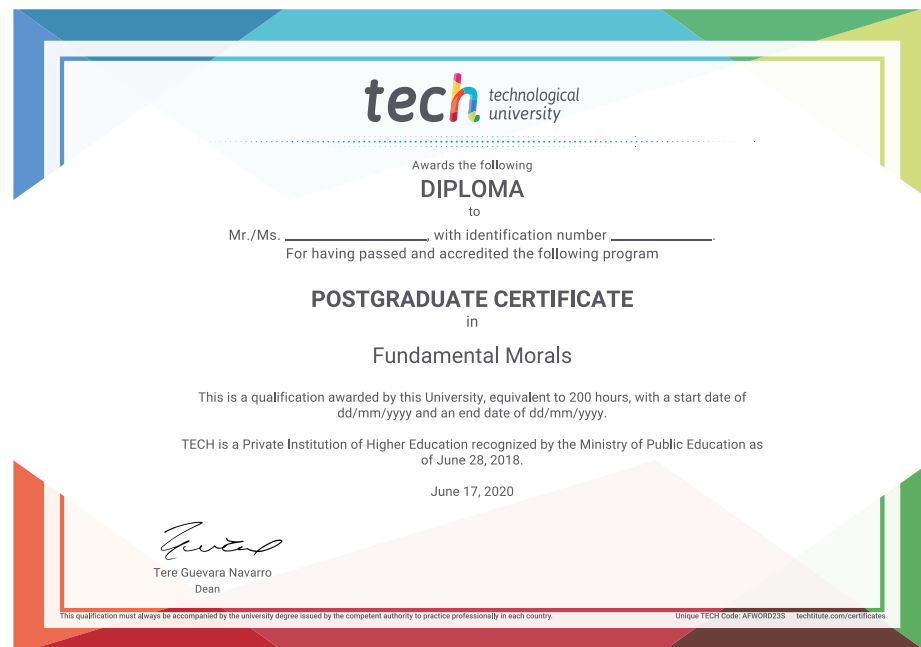 tech technological
university
Awards the following
DIPLOMA
to
Mr./Ms. ____________, with identification number ____________.
For having passed and accredited the following program
POSTGRADUATE CERTIFICATE
in
Fundamental Morals
This is a qualification awarded by this University, equivalent to 200 hours, with a start date of
dd/mm/yyyy and an end date of dd/mm/yyyy.
TECH is a Private Institution of Higher Education recognized by the Ministry of Public Education as
of June 28, 2018.
June 17, 2020
Tere Guevara Navarro
Dean
This qualification must always be accompanied by the university degree issued by the competent authority to practice professionally in each country. Unique TECH Code: AFWORD23S techtitute.com/certificates